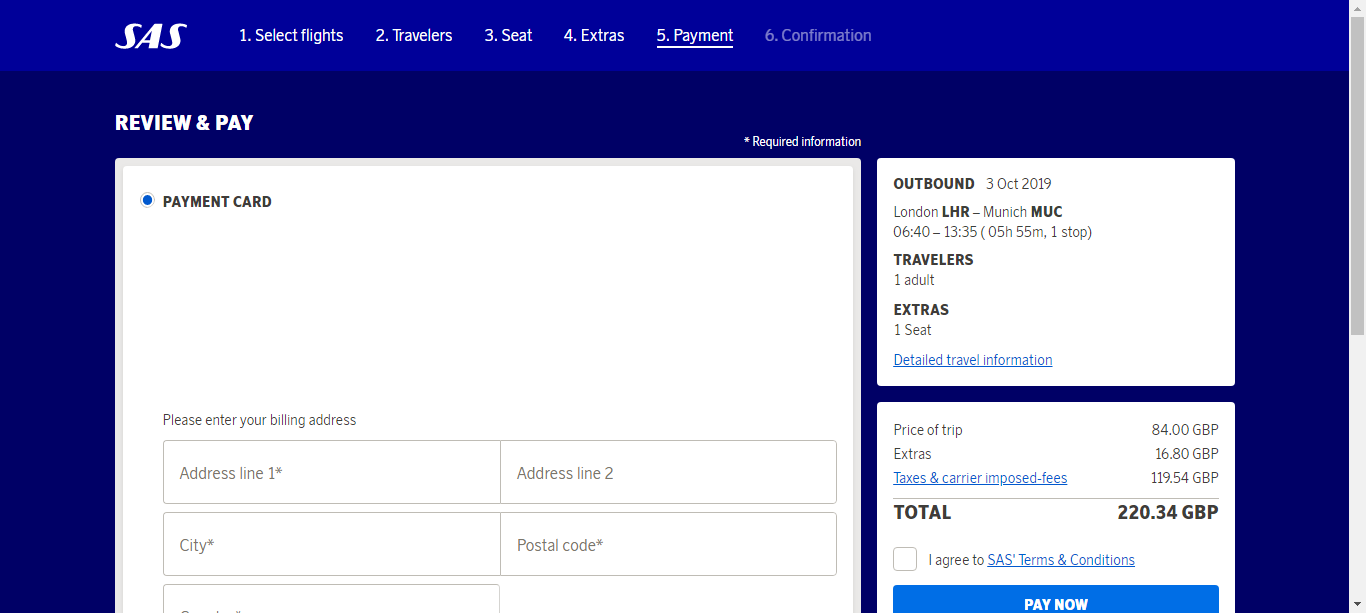 SAS
1. Select flights
2. Travelers
3. Seat
4. Extras
5. Payment
6. Confirmation
REVIEW & PAY
* Required information
PAYMENT CARD
Please enter your billing address
Address line 1*
Address line 2
City*
Postal code*
OUTBOUND 3 Oct 2019
London LHR – Munich MUC
06:40 – 13:35 ( 05h 55m, 1 stop)
TRAVELERS
1 adult
EXTRAS
1 Seat
Detailed travel information
Price of trip 84.00 GBP
Extras 16.80 GBP
Taxes & carrier imposed-fees 119.54 GBP
TOTAL 220.34 GBP
I agree to SAS' Terms & Conditions
PAY NOW